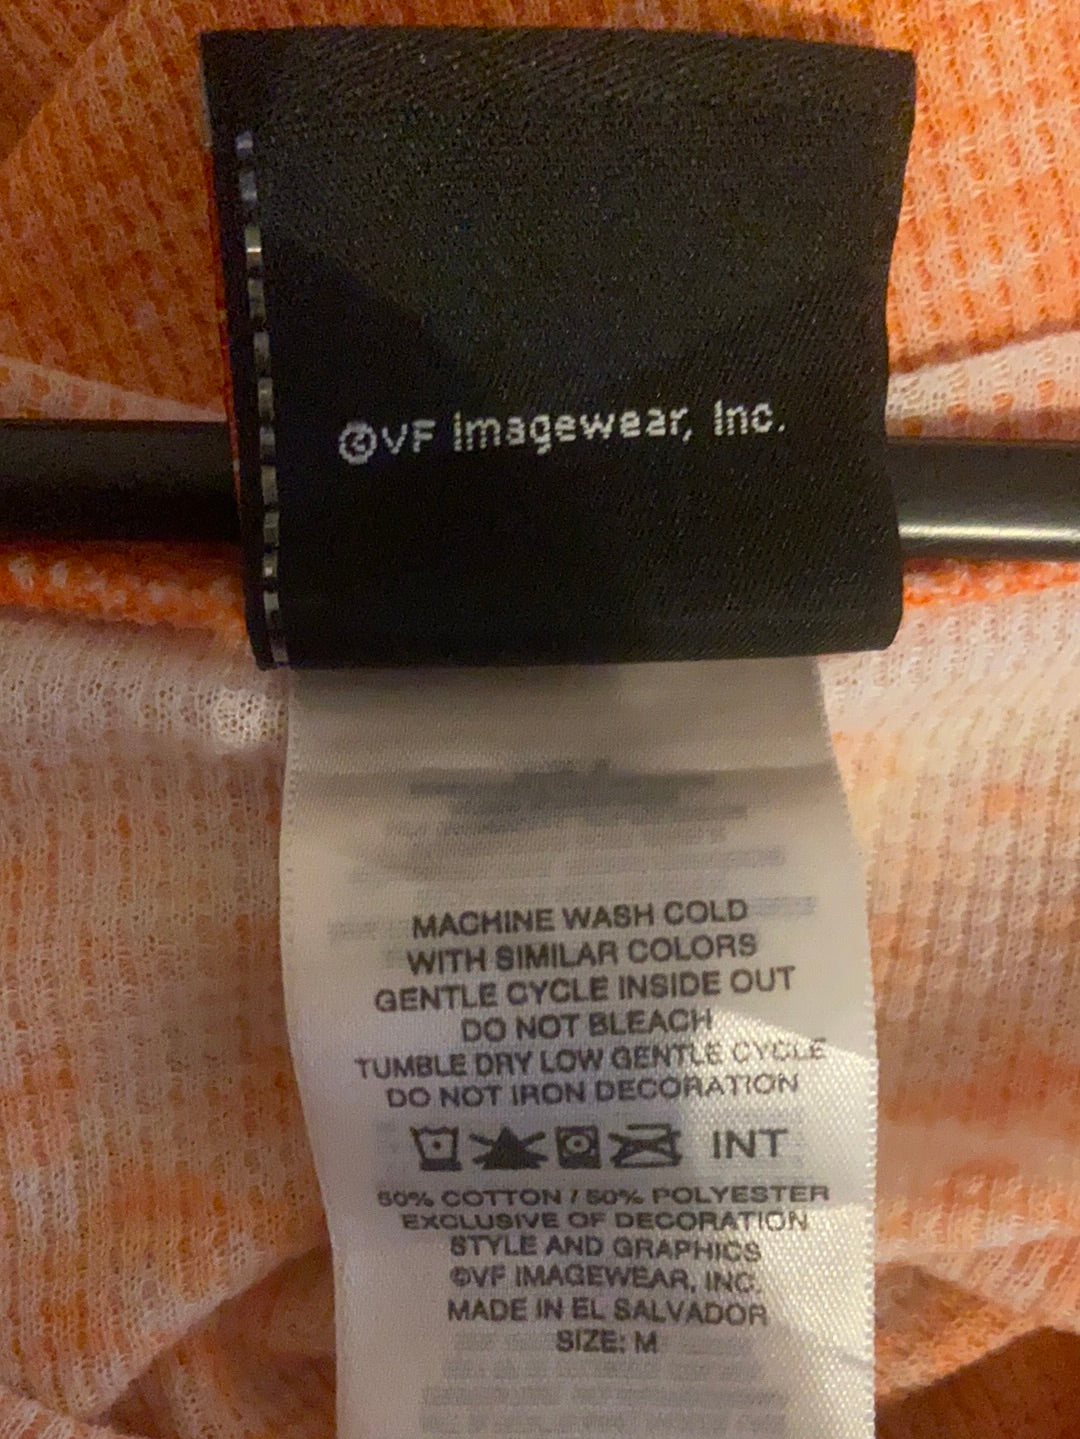 ©VF Imagewear, Inc.
MACHINE WASH COLD
WITH SIMILAR COLORS
GENTLE CYCLE INSIDE OUT
DO NOT BLEACH
TUMBLE DRY LOW GENTLE CYCLE
DO NOT IRON DECORATION
INT
50% COTTON / 50% POLYESTER
EXCLUSIVE OF DECORATION
STYLE AND GRAPHICS
©VF IMAGEWEAR, INC.
MADE IN EL SALVADOR
SIZE: M